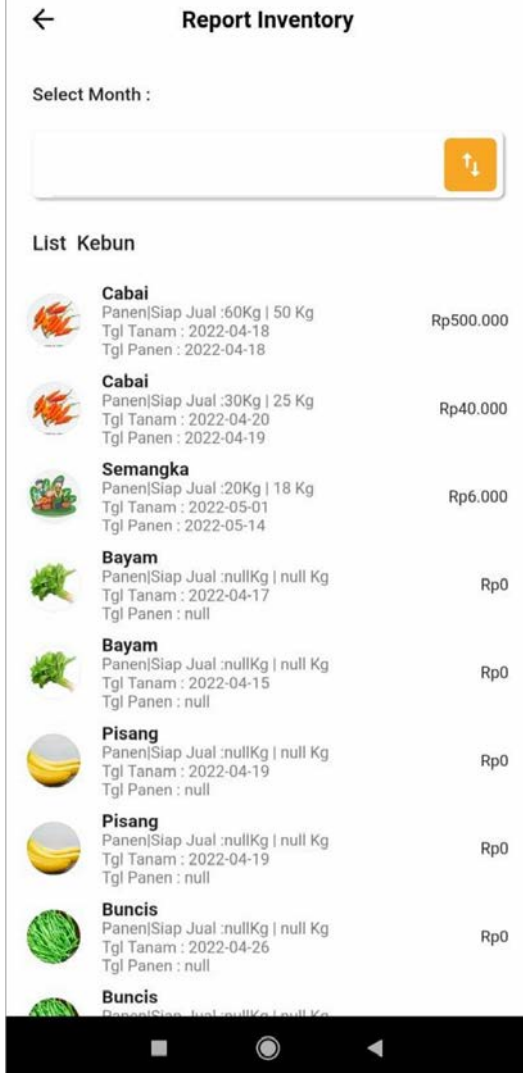 Report Inventory
Select Month :
List Kebun
Cabai
Panen|Siap Jual :60Kg | 50 Kg
Rp500.000
Tgl Tanam : 2022-04-18
Tgl Panen : 2022-04-18
Cabai
Panen|Siap Jual :30Kg | 25 Kg
Rp40.000
Tgl Tanam : 2022-04-20
Tgl Panen : 2022-04-19
Semangka
Panen|Siap Jual :20Kg | 18 Kg
Rp6.000
Tgl Tanam : 2022-05-01
Tgl Panen : 2022-05-14
Bayam
Panen|Siap Jual :nullKg | null Kg
Rp0
Tgl Tanam : 2022-04-17
Tgl Panen : null
Bayam
Panen|Siap Jual :nullKg | null Kg
Rp0
Tgl Tanam : 2022-04-15
Tgl Panen : null
Pisang
Panen|Siap Jual :nullKg | null Kg
Rp0
Tgl Tanam : 2022-04-19
Tgl Panen : null
Pisang
Panen|Siap Jual :nullKg | null Kg
Rp0
Tgl Tanam : 2022-04-19
Tgl Panen : null
Buncis
Panen|Siap Jual :nullKg | null Kg
Rp0
Tgl Tanam : 2022-04-26
Tgl Panen : null
Buncis
Panen|Siap Jual :nullKg | null Kg